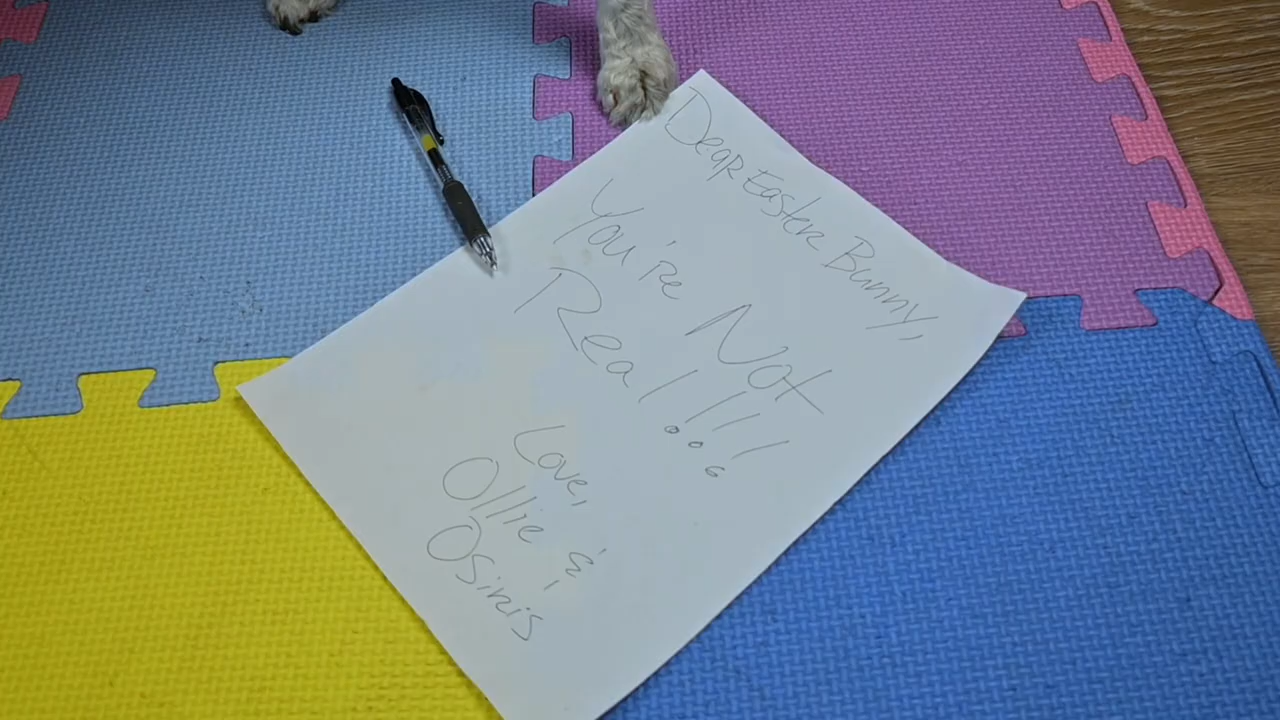 Dear Easter Bunny,
You're Not
Real!!!
Love,
Ollie &
Osiris